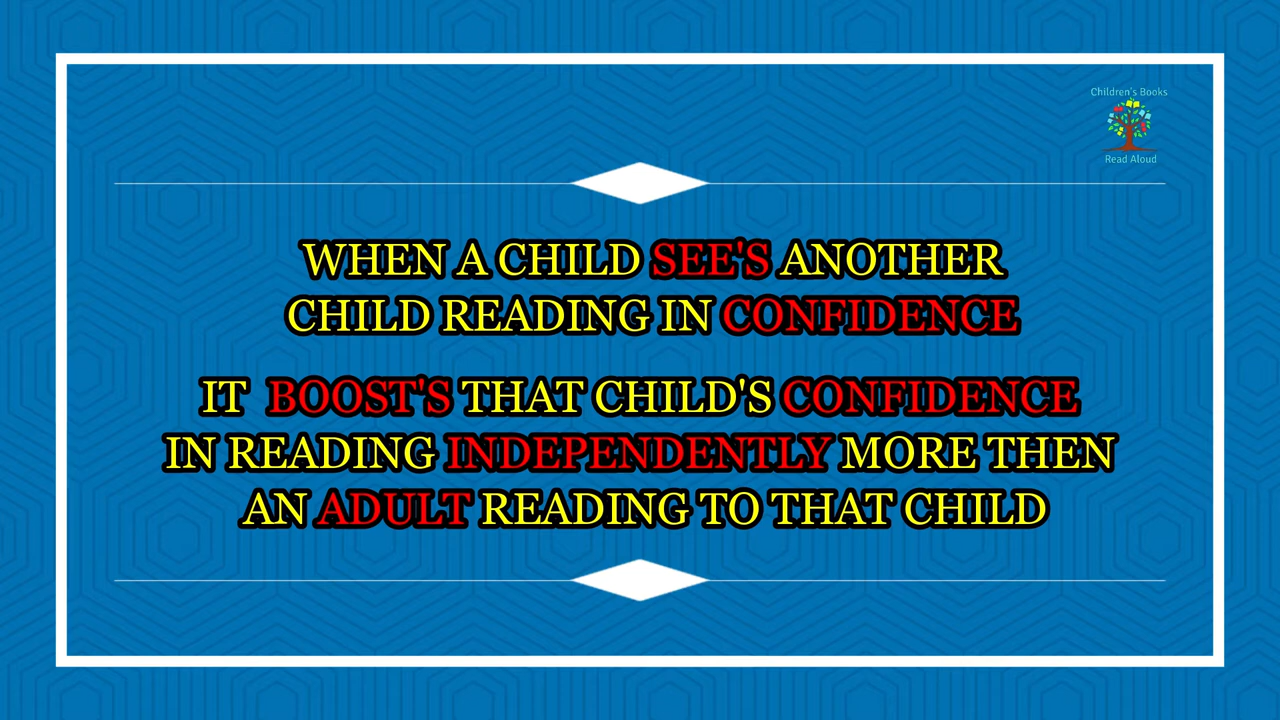 Children's Books
Read Aloud
WHEN A CHILD SEE'S ANOTHER
CHILD READING IN CONFIDENCE
IT BOOST'S THAT CHILD'S CONFIDENCE
IN READING INDEPENDENTLY MORE THEN
AN ADULT READING TO THAT CHILD